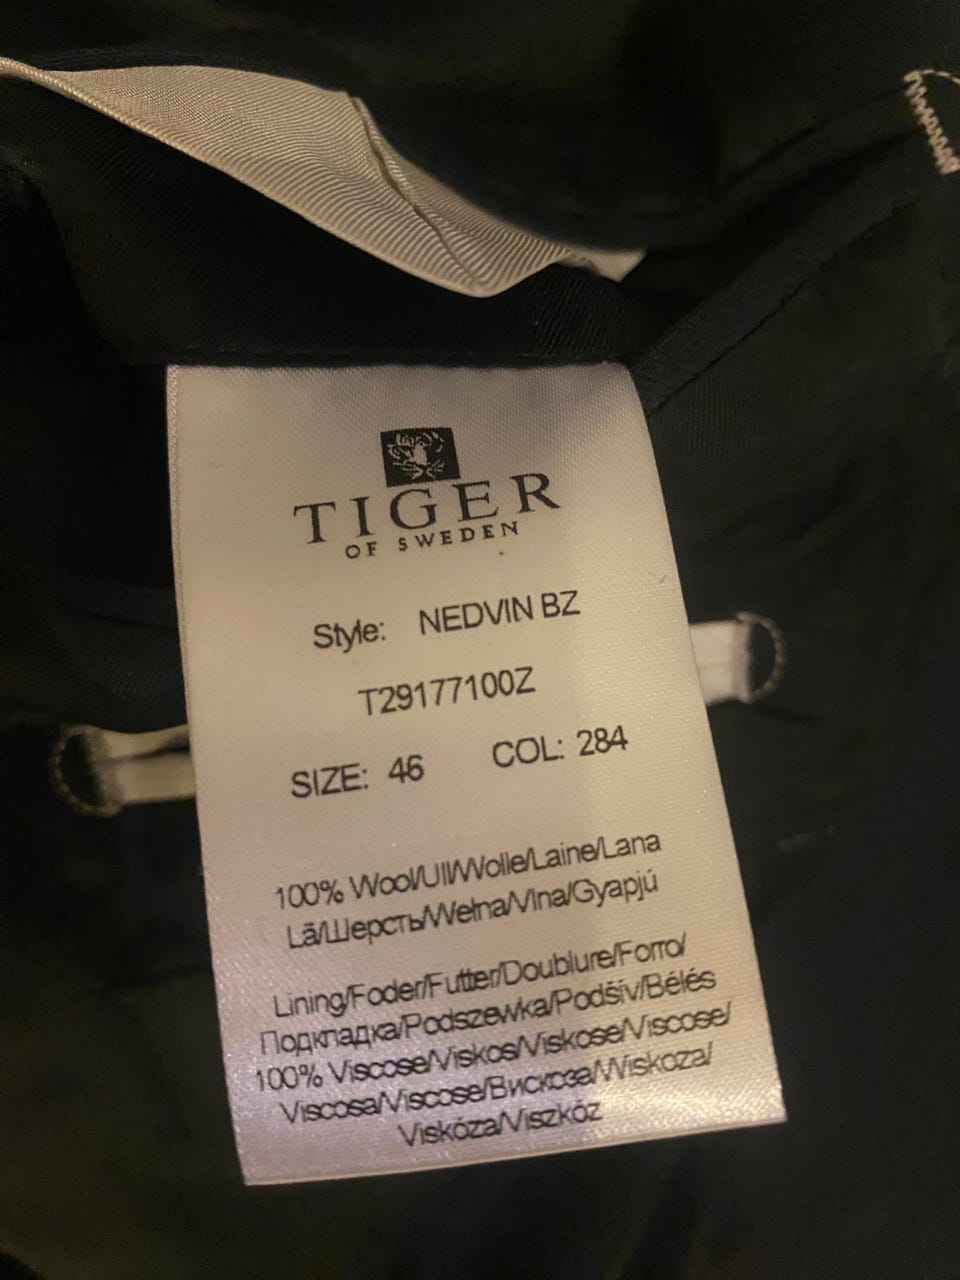 TIGER
OF SWEDEN
Style: NEDVIN BZ
T29177100Z
SIZE: 46 COL: 284
100% Wool/Ull/Wolle/Laine/Lana
Lã/Шерсть/Wełna/Vlna/Gyapjú
Lining/Foder/Futter/Doublure/Forro/
Подкладка/Podszewka/Podšív/Bélés
100% Viscose/Viskos/Viskose/Viscose/
Viscosa/Viscose/Вискоза/Wiskoza/
Viskóza/Viszkóz